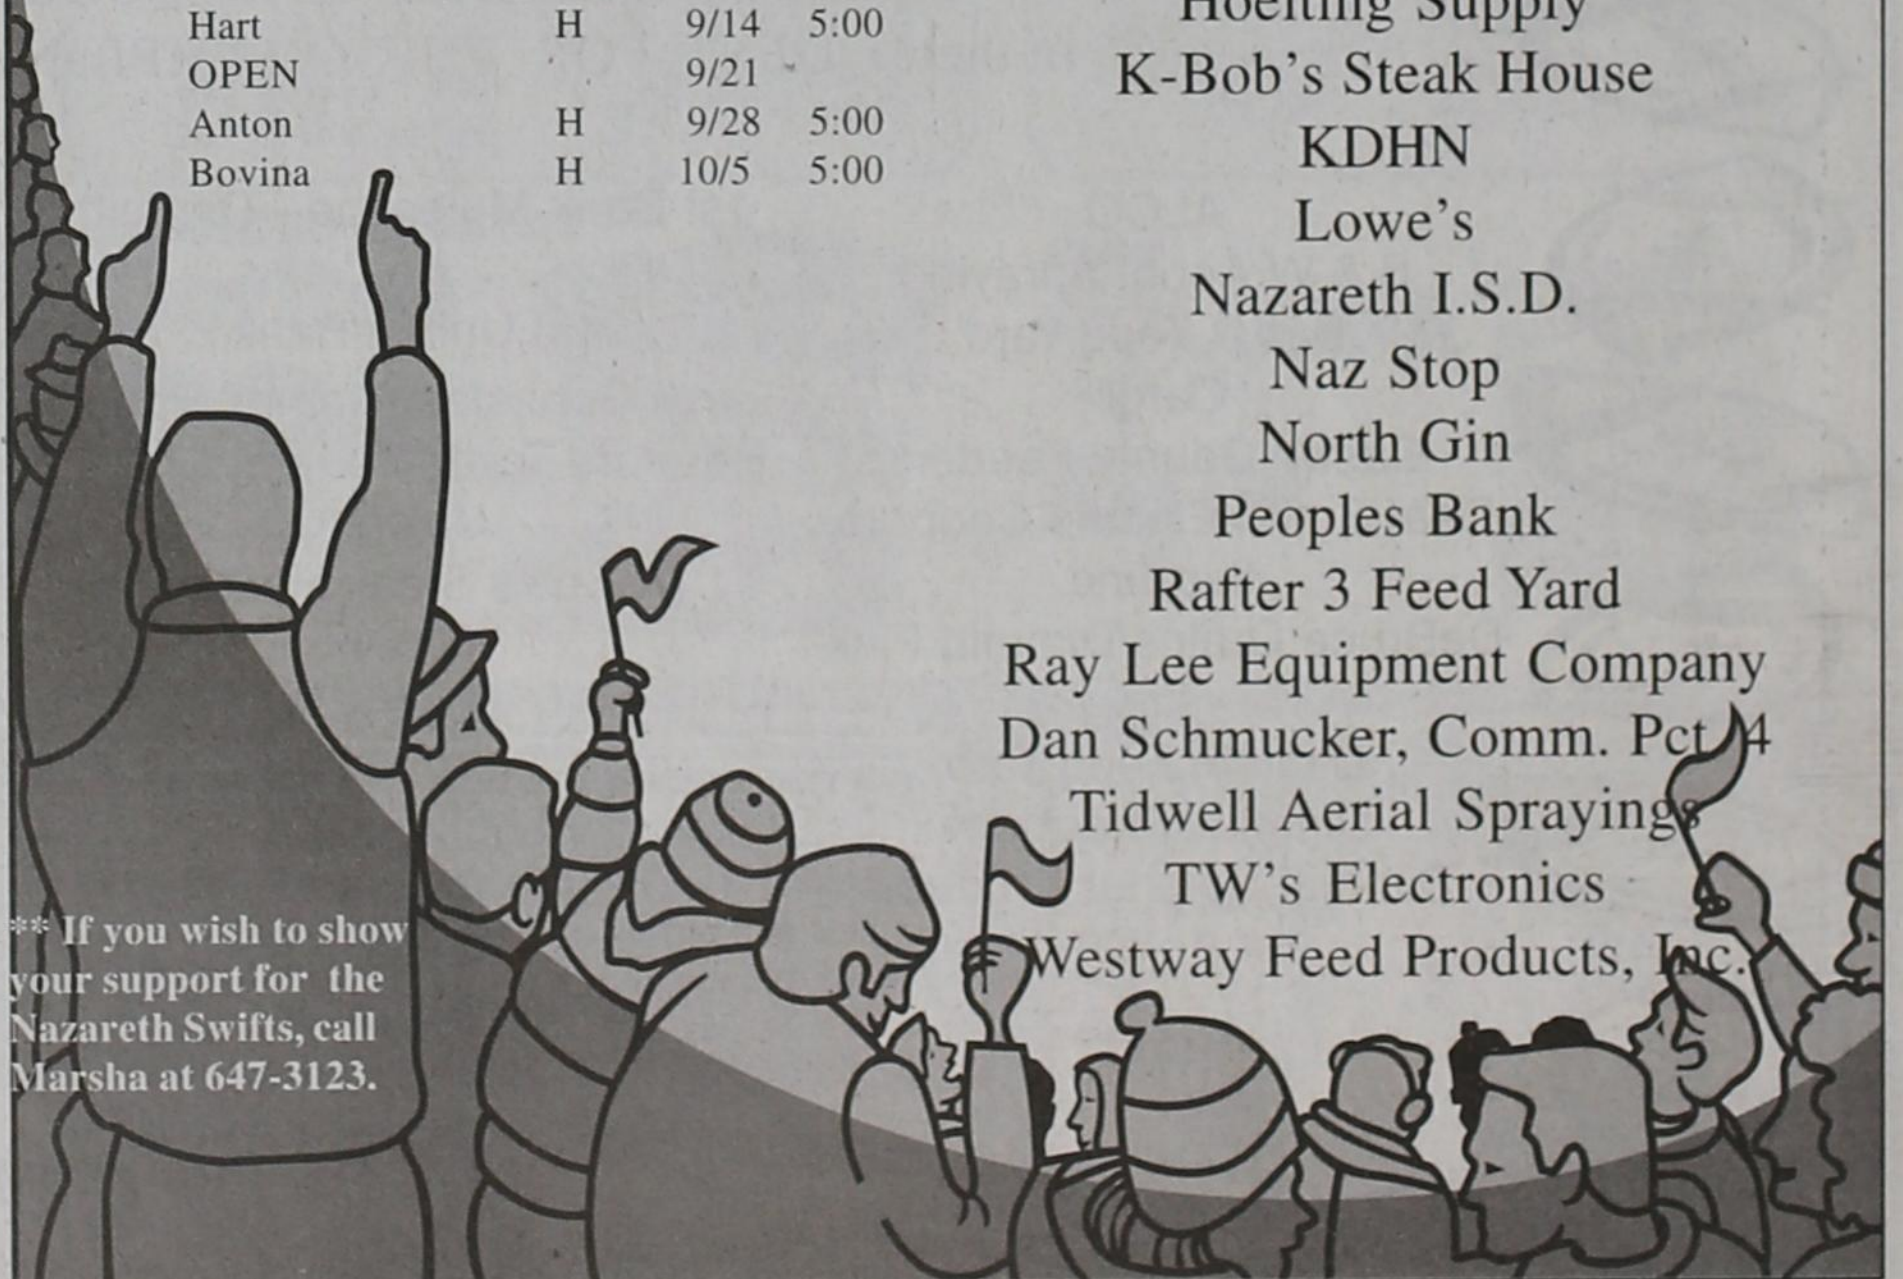 Hart H 9/14 5:00
OPEN 9/21
Anton H 9/28 5:00
Bovina H 10/5 5:00
** If you wish to show
your support for the
Nazareth Swifts, call
Marsha at 647-3123.
Hoelting Supply
K-Bob's Steak House
KDHN
Lowe's
Nazareth I.S.D.
Naz Stop
North Gin
Peoples Bank
Rafter 3 Feed Yard
Ray Lee Equipment Company
Dan Schmucker, Comm. Pct. 4
Tidwell Aerial Sprayings
TW's Electronics
Westway Feed Products, Inc.